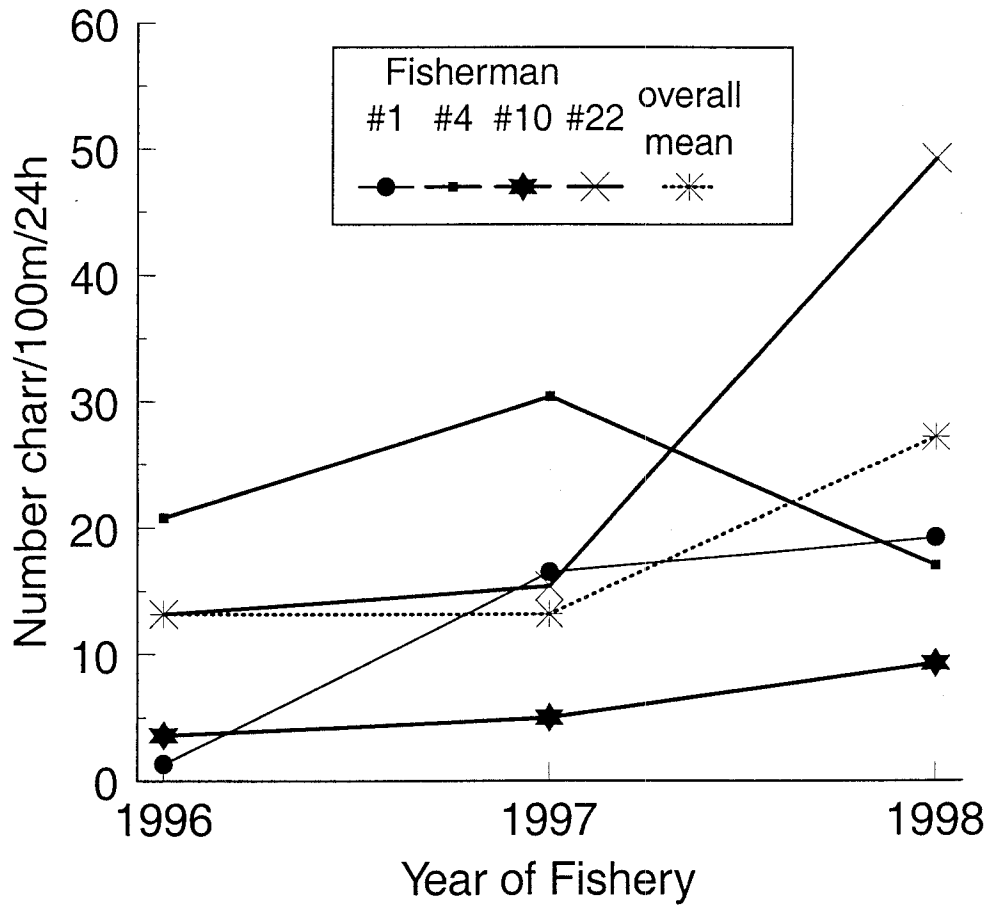 60
50
40
30
20
10
0
Number charr/100m/24h
Fisherman
#1 #4 #10 #22
overall
mean
1996 1997 1998
Year of Fishery